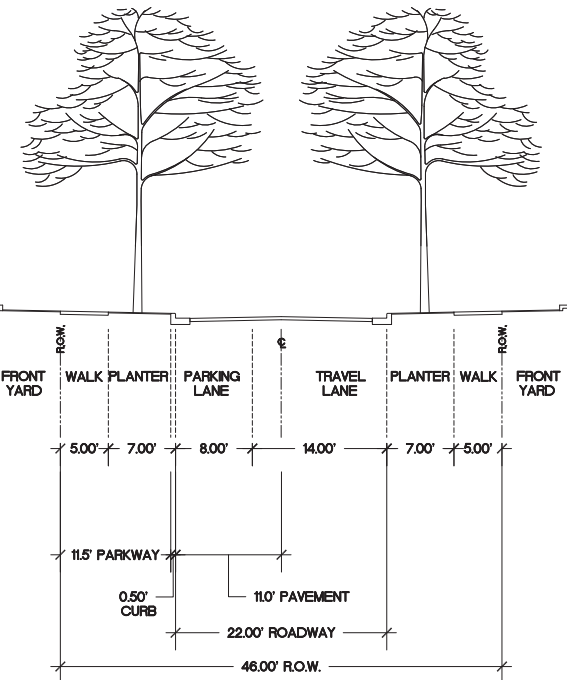 R.O.W.
℄
R.O.W.
FRONT
YARD
WALK
PLANTER
PARKING
LANE
TRAVEL
LANE
PLANTER
WALK
FRONT
YARD
5.00' 7.00' 8.00' 14.00' 7.00' 5.00'
11.5' PARKWAY
0.50'
CURB
11.0' PAVEMENT
22.00' ROADWAY
46.00' R.O.W.